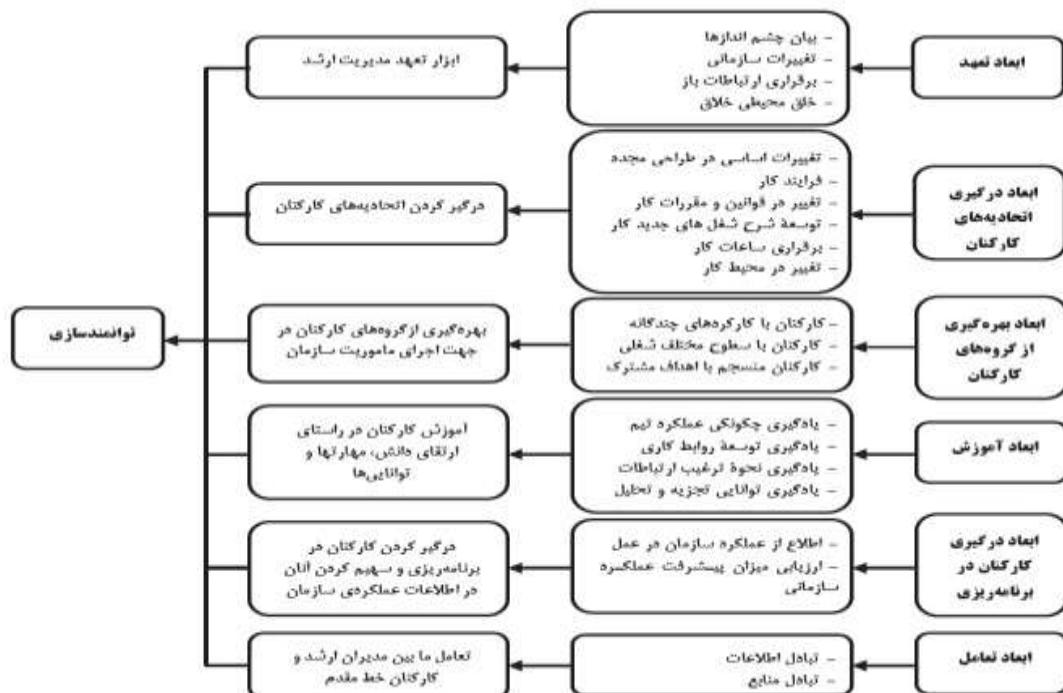 ابعاد تعهد
- بیان چشم اندازها
- تغییرات سازمانی
- برقراری ارتباطات باز
- خلق محیطی خلاق
ابزار تعهد مدیریت ارشد
ابعاد درگیری
اتحادیه‌های
کارکنان
- تغییرات اساسی در طراحی مجدد
فرایند کار
- تغییر در قوانین و مقررات کار
- توسعهٔ شرح شغل های جدید کار
- برقراری ساعات کار
- تغییر در محیط کار
درگیر کردن اتحادیه‌های کارکنان
ابعاد بهره‌گیری
از گروه‌های
کارکنان
- کارکنان با کارکردهای چندگانه
- کارکنان با سطوح مختلف شغلی
- کارکنان منسجم با اهداف مشترک
بهره‌گیری ازگروه‌های کارکنان در
جهت اجرای ماموریت سازمان
توانمندسازی
ابعاد آموزش
- یادگیری چگونگی عملکرد تیم
- یادگیری توسعهٔ روابط کاری
- یادگیری نحوهٔ ترغیب ارتباطات
- یادگیری توانایی تجزیه و تحلیل
آموزش کارکنان در راستای
ارتقای دانش، مهارتها و
توانایی‌ها
ابعاد درگیری
کارکنان در
برنامه‌ریزی
- اطلاع از عملکرد سازمان در عمل
- ارزیابی میزان پیشرفت عملکرد
سازمانی
درگیر کردن کارکنان در
برنامه‌ریزی و سهیم کردن آنان
در اطلاعات عملکردی سازمان
ابعاد تعامل
- تبادل اطلاعات
- تبادل منابع
تعامل ما بین مدیران ارشد و
کارکنان خط مقدم